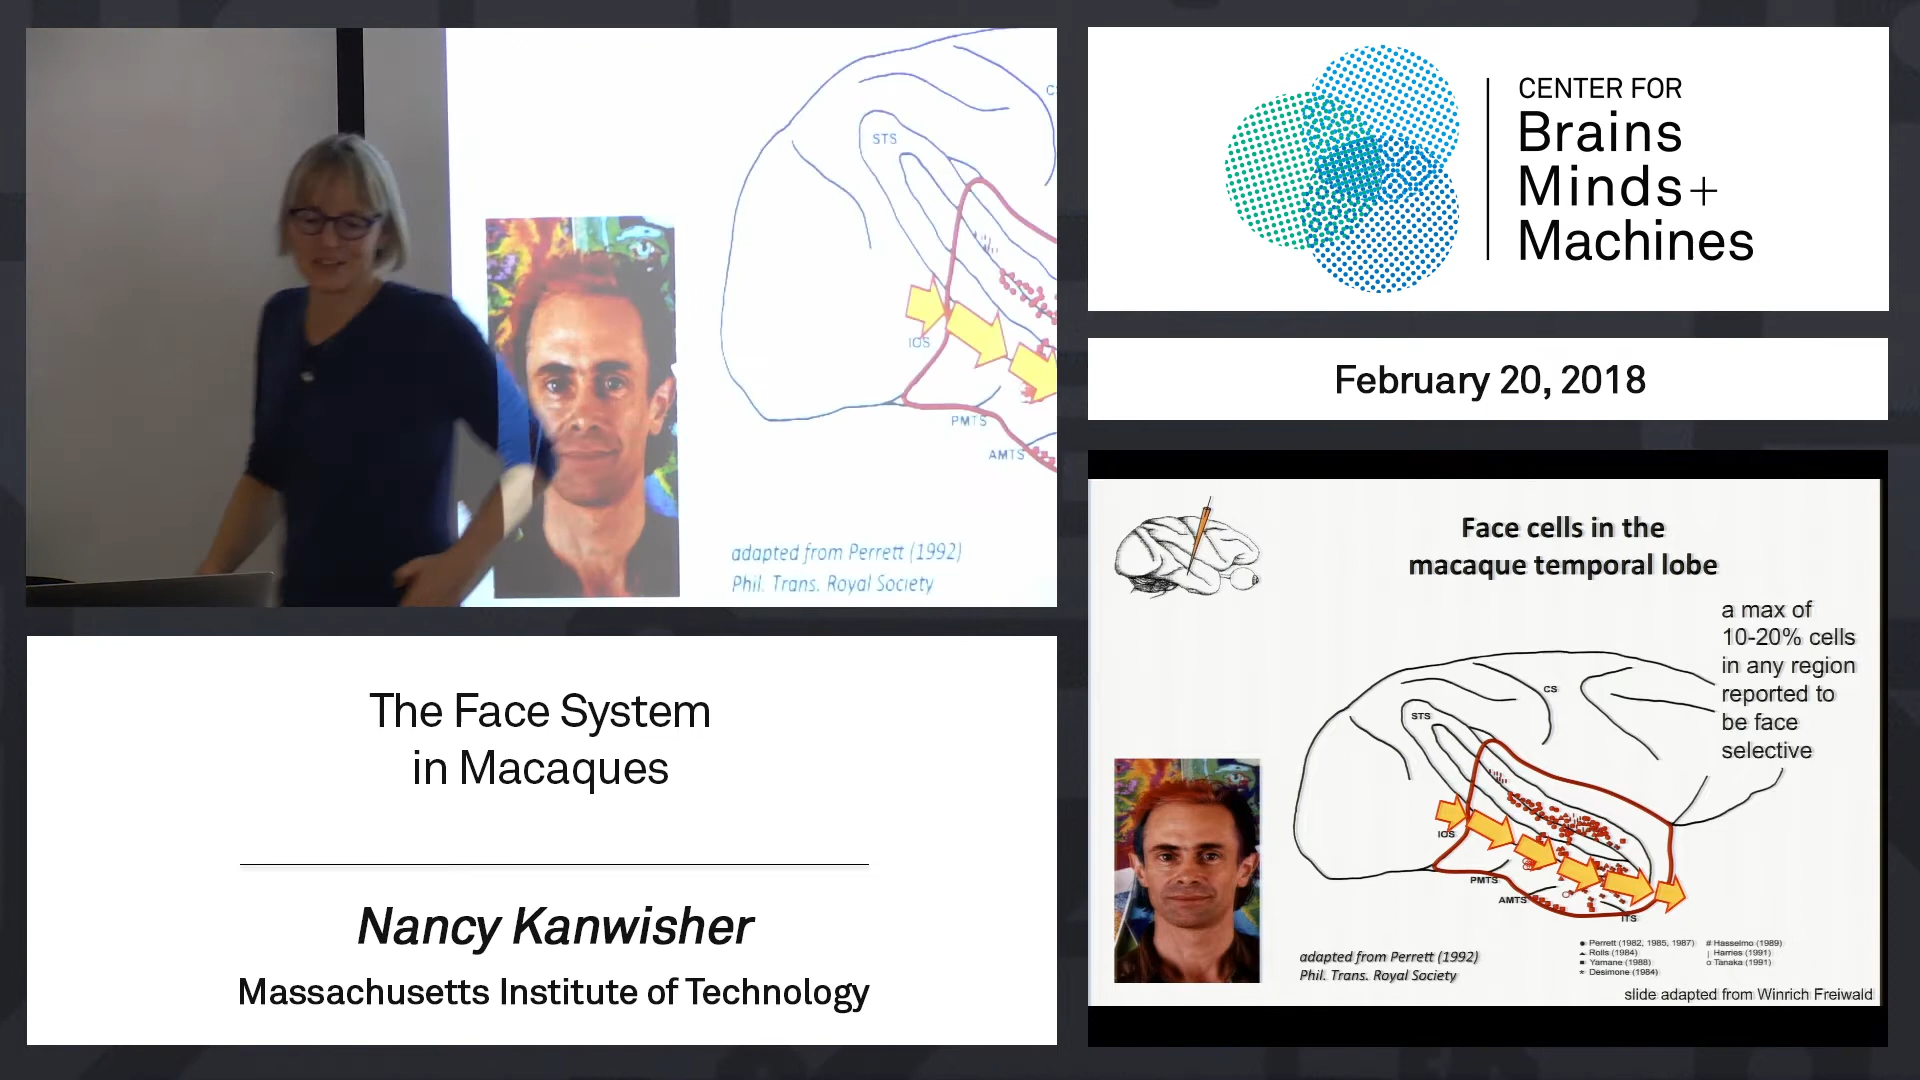 STS
C
IOS
PMTS
AMTS
adapted from Perrett (1992)
Phil. Trans. Royal Society
CENTER FOR
Brains
Minds+
Machines
February 20, 2018
The Face System
in Macaques
Nancy Kanwisher
Massachusetts Institute of Technology
Face cells in the
macaque temporal lobe
a max of
10-20% cells
in any region
reported to
be face
selective
CS
STS
IOS
PMTS
AMTS
ITS
adapted from Perrett (1992)
Phil. Trans. Royal Society
Perrett (1982, 1985, 1987) # Hasselmo (1989)
Rolls (1984) | Harries (1991)
Yamane (1988) o Tanaka (1991)
* Desimone (1984)
slide adapted from Winrich Freiwald